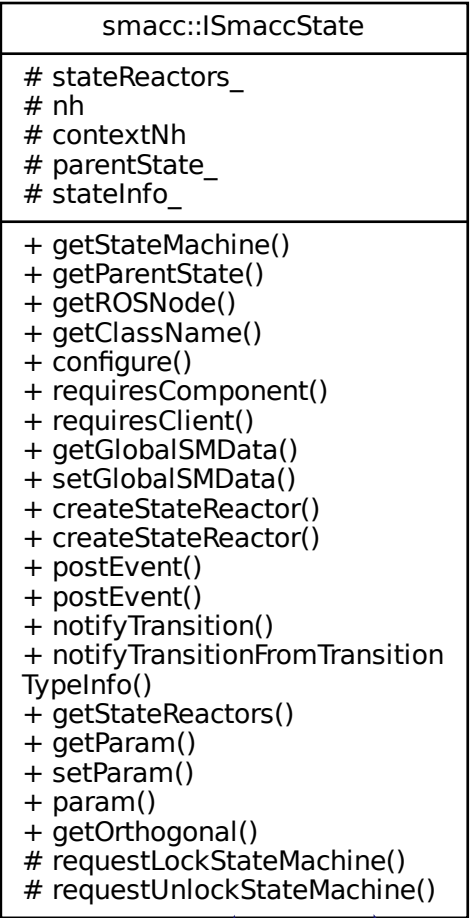 smacc::ISmaccState
# stateReactors_
# nh
# contextNh
# parentState_
# stateInfo_
+ getStateMachine()
+ getParentState()
+ getROSNode()
+ getClassName()
+ configure()
+ requiresComponent()
+ requiresClient()
+ getGlobalSMData()
+ setGlobalSMData()
+ createStateReactor()
+ createStateReactor()
+ postEvent()
+ postEvent()
+ notifyTransition()
+ notifyTransitionFromTransition
TypeInfo()
+ getStateReactors()
+ getParam()
+ setParam()
+ param()
+ getOrthogonal()
# requestLockStateMachine()
# requestUnlockStateMachine()